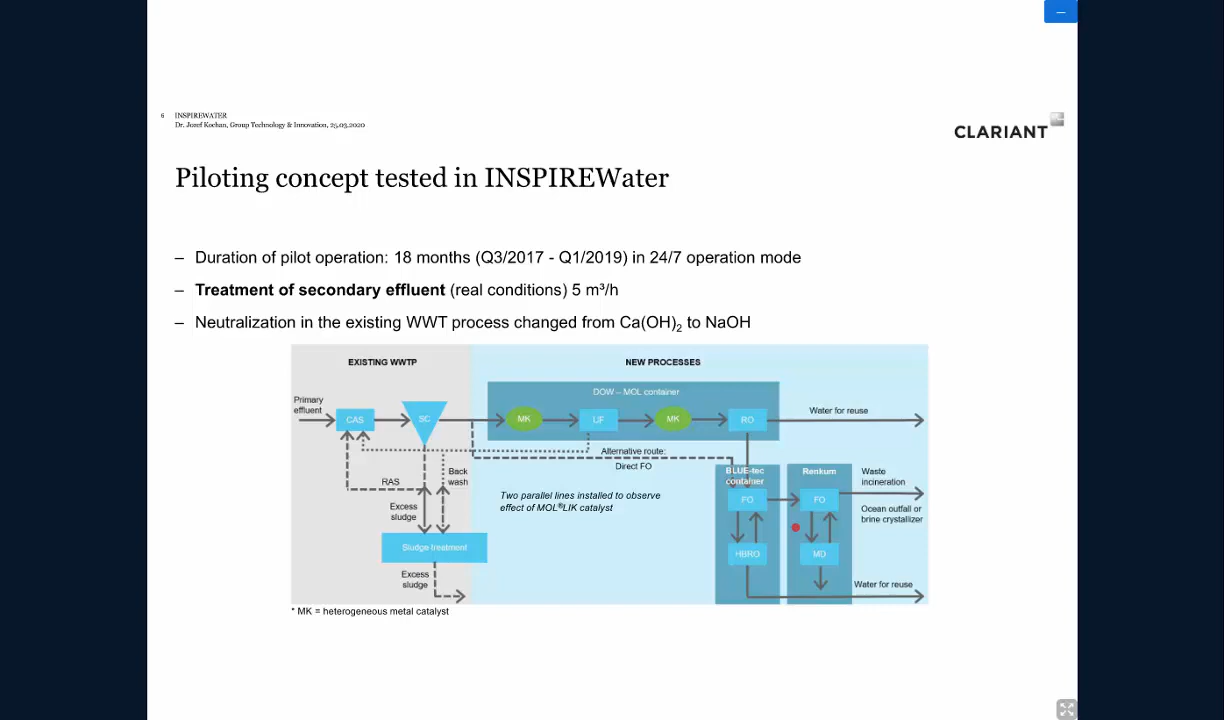 6 INSPIREWATER
Dr. Jozef Kochan, Group Technology & Innovation, 25.03.2020
CLARIANT
Piloting concept tested in INSPIREWater
– Duration of pilot operation: 18 months (Q3/2017 - Q1/2019) in 24/7 operation mode
– Treatment of secondary effluent (real conditions) 5 m³/h
– Neutralization in the existing WWT process changed from Ca(OH)₂ to NaOH
EXISTING WWTP
NEW PROCESSES
DOW – MOL container
Primary
effluent
CAS
SC
MK
UF
MK
RO
Water for reuse
Alternative route:
Direct FO
RAS
Back
wash
Excess
sludge
Two parallel lines installed to observe
effect of MOL®LIK catalyst
BLUE-tec
container
Renkum
Waste
incineration
FO
FO
Ocean outfall or
brine crystallizer
Sludge treatment
HBRO
MD
Excess
sludge
Water for reuse
* MK = heterogeneous metal catalyst